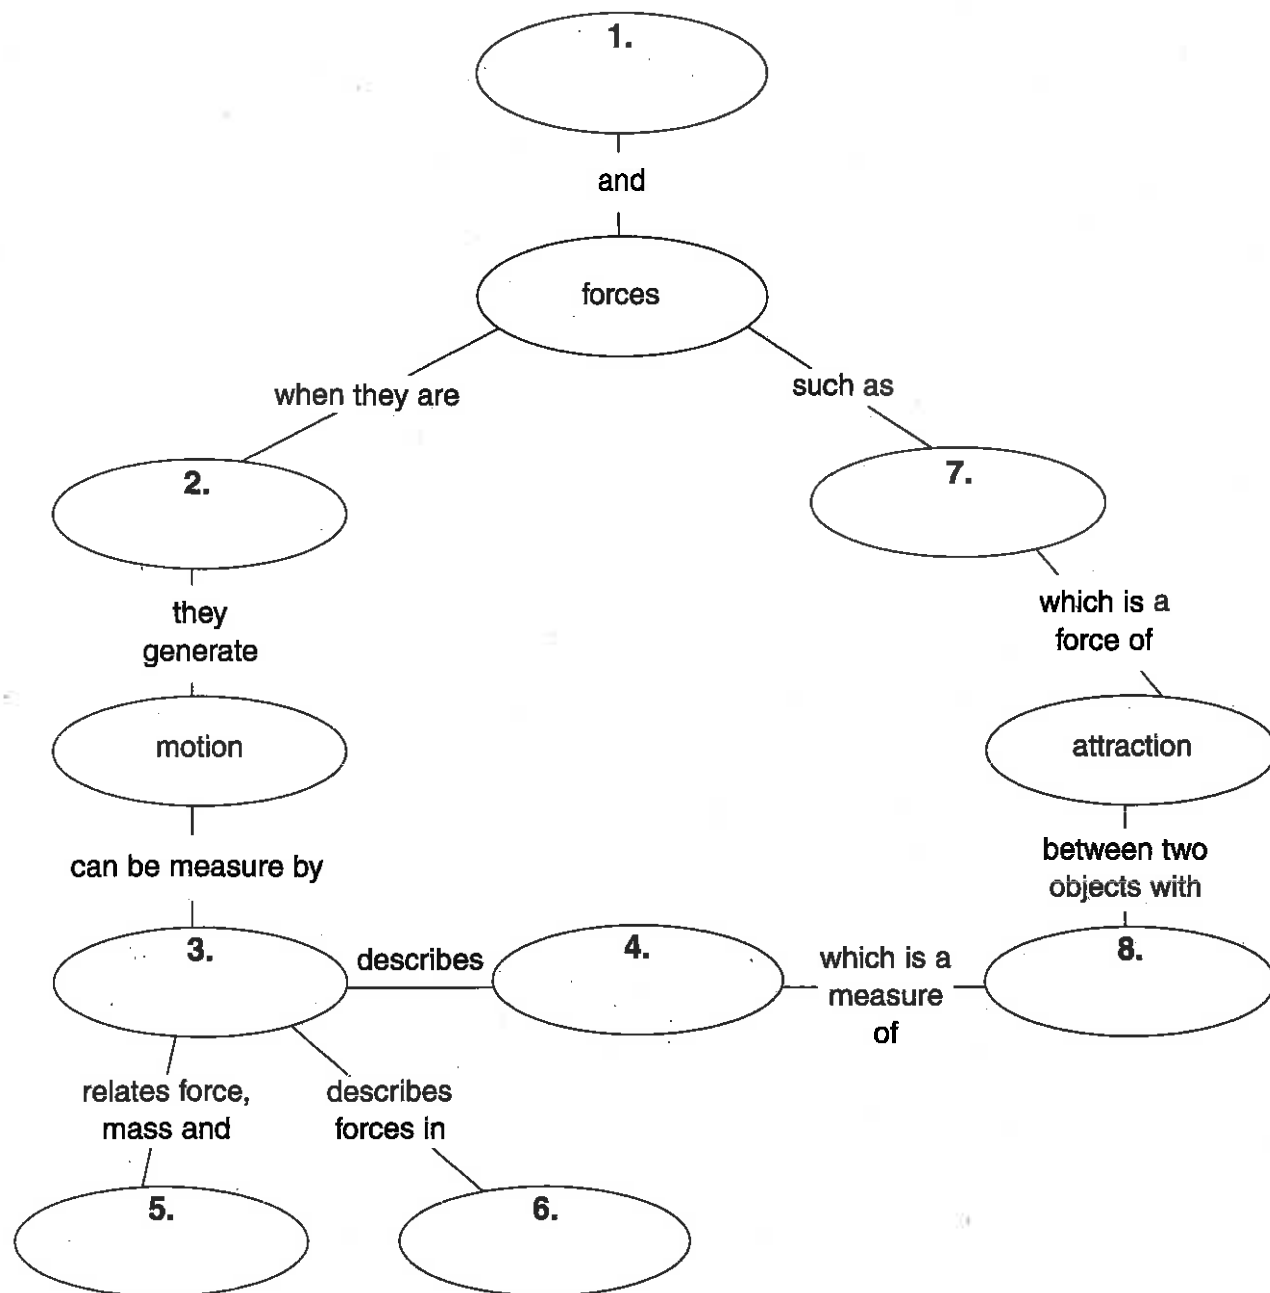 1.
and
forces
when they are
such as
2.
7.
they
generate
which is a
force of
motion
attraction
can be measure by
between two
objects with
3.
describes
4.
which is a
measure
of
8.
relates force,
mass and
describes
forces in
5.
6.